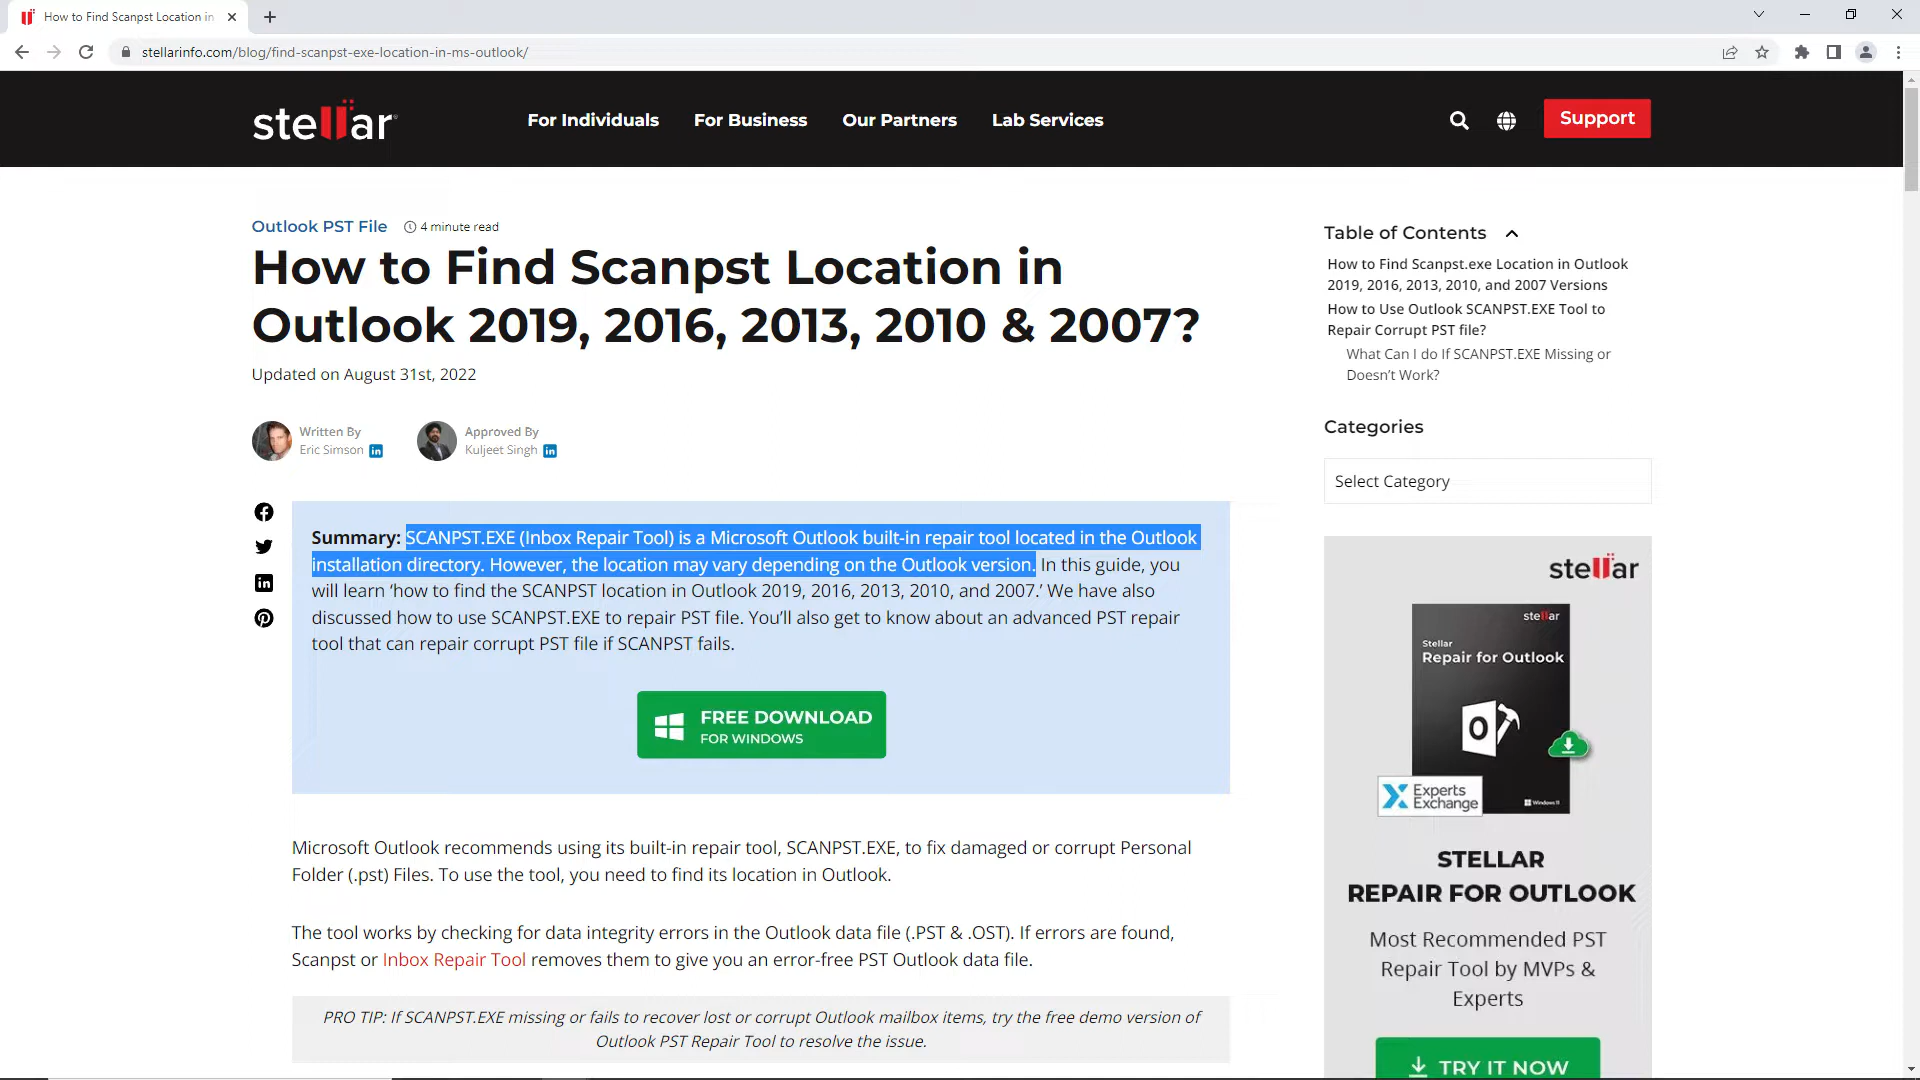 How to Find Scanpst Location in
stellarinfo.com/blog/find-scanpst-exe-location-in-ms-outlook/
stellar
For Individuals
For Business
Our Partners
Lab Services
Support
Outlook PST File
4 minute read
How to Find Scanpst Location in
Outlook 2019, 2016, 2013, 2010 & 2007?
Updated on August 31st, 2022
Written By
Eric Simson
in
Approved By
Kuljeet Singh
in
Summary: SCANPST.EXE (Inbox Repair Tool) is a Microsoft Outlook built-in repair tool located in the Outlook
installation directory. However, the location may vary depending on the Outlook version. In this guide, you
will learn ‘how to find the SCANPST location in Outlook 2019, 2016, 2013, 2010, and 2007.’ We have also
discussed how to use SCANPST.EXE to repair PST file. You’ll also get to know about an advanced PST repair
tool that can repair corrupt PST file if SCANPST fails.
FREE DOWNLOAD
FOR WINDOWS
Microsoft Outlook recommends using its built-in repair tool, SCANPST.EXE, to fix damaged or corrupt Personal
Folder (.pst) Files. To use the tool, you need to find its location in Outlook.
The tool works by checking for data integrity errors in the Outlook data file (.PST & .OST). If errors are found,
Scanpst or Inbox Repair Tool removes them to give you an error-free PST Outlook data file.
PRO TIP: If SCANPST.EXE missing or fails to recover lost or corrupt Outlook mailbox items, try the free demo version of
Outlook PST Repair Tool to resolve the issue.
Table of Contents
How to Find Scanpst.exe Location in Outlook
2019, 2016, 2013, 2010, and 2007 Versions
How to Use Outlook SCANPST.EXE Tool to
Repair Corrupt PST file?
What Can I do If SCANPST.EXE Missing or
Doesn’t Work?
Categories
Select Category
stellar
stellar
Stellar
Repair for Outlook
O
Experts
Exchange
Windows 11
STELLAR
REPAIR FOR OUTLOOK
Most Recommended PST
Repair Tool by MVPs &
Experts
TRY IT NOW